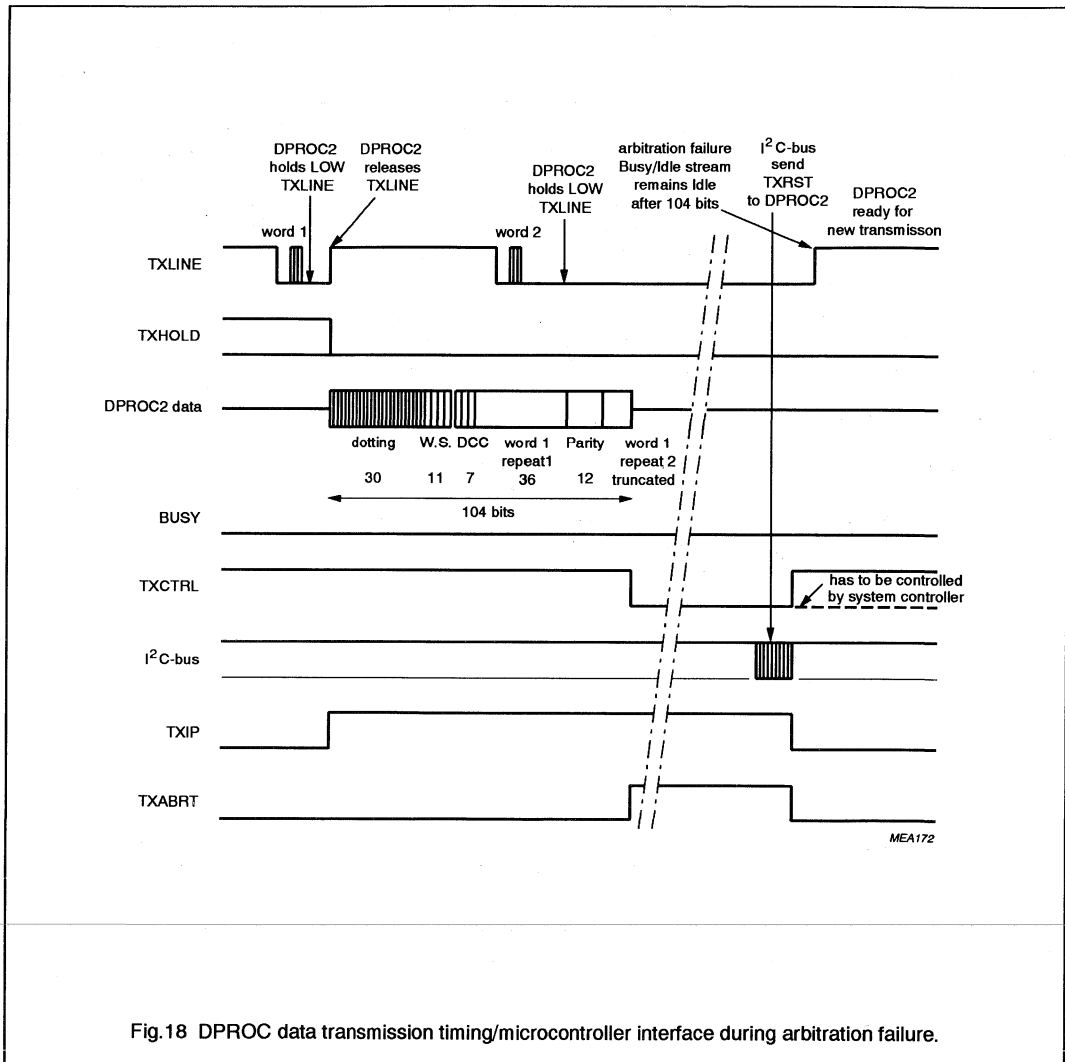 DPROC2
holds LOW
TXLINE
DPROC2
releases
TXLINE
DPROC2
holds LOW
TXLINE
arbitration failure
Busy/Idle stream
remains Idle
after 104 bits
I²C-bus
send
TXRST
to DPROC2
DPROC2
ready for
new transmisson
word 1
word 2
TXLINE
TXHOLD
DPROC2 data
dotting
W.S.
DCC
word 1
repeat1
Parity
word 1
repeat 2
truncated
30
11
7
36
12
104 bits
BUSY
TXCTRL
has to be controlled
by system controller
I²C-bus
TXIP
TXABRT
MEA172
Fig.18 DPROC data transmission timing/microcontroller interface during arbitration failure.